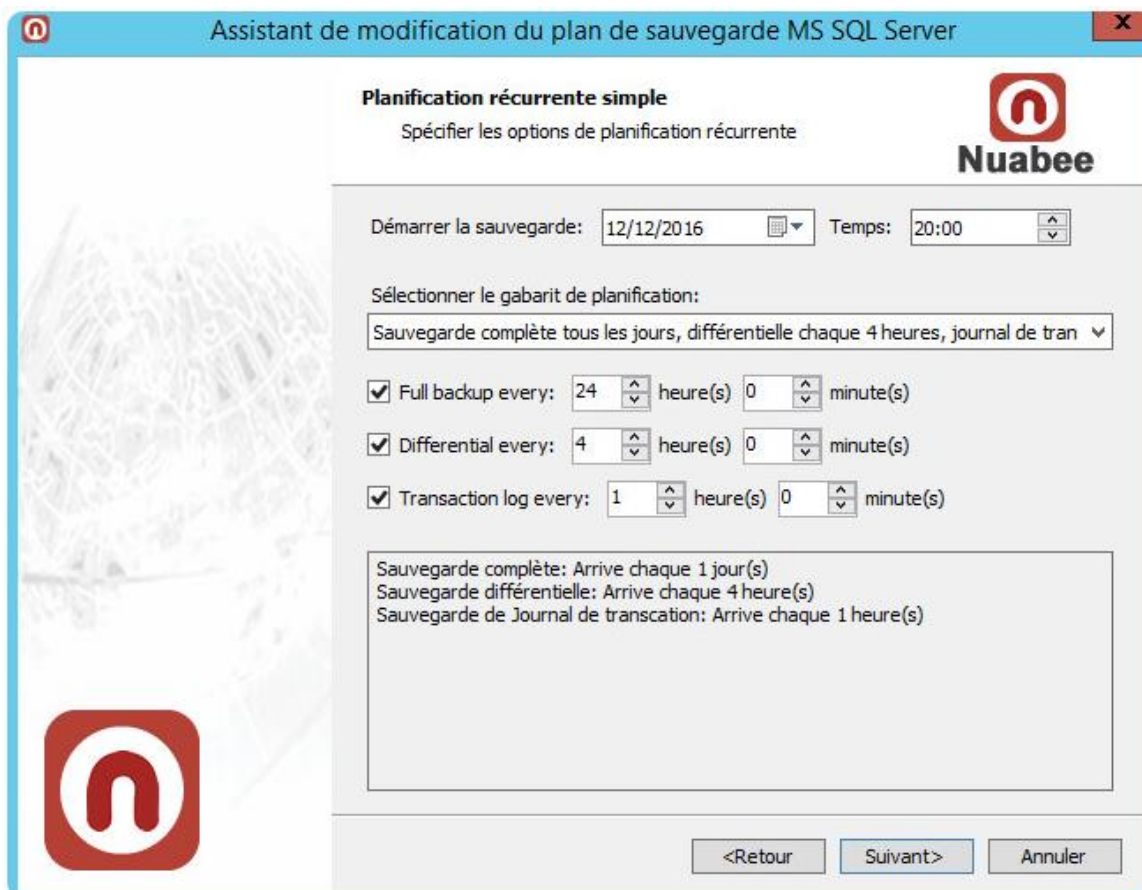 Assistant de modification du plan de sauvegarde MS SQL Server
Planification récurrente simple
Spécifier les options de planification récurrente
Nuabee
Démarrer la sauvegarde: 12/12/2016 Temps: 20:00
Sélectionner le gabarit de planification:
Sauvegarde complète tous les jours, différentielle chaque 4 heures, journal de tran
Full backup every: 24 heure(s) 0 minute(s)
Differential every: 4 heure(s) 0 minute(s)
Transaction log every: 1 heure(s) 0 minute(s)
Sauvegarde complète: Arrive chaque 1 jour(s)
Sauvegarde différentielle: Arrive chaque 4 heure(s)
Sauvegarde de Journal de transcation: Arrive chaque 1 heure(s)
<Retour Suivant> Annuler